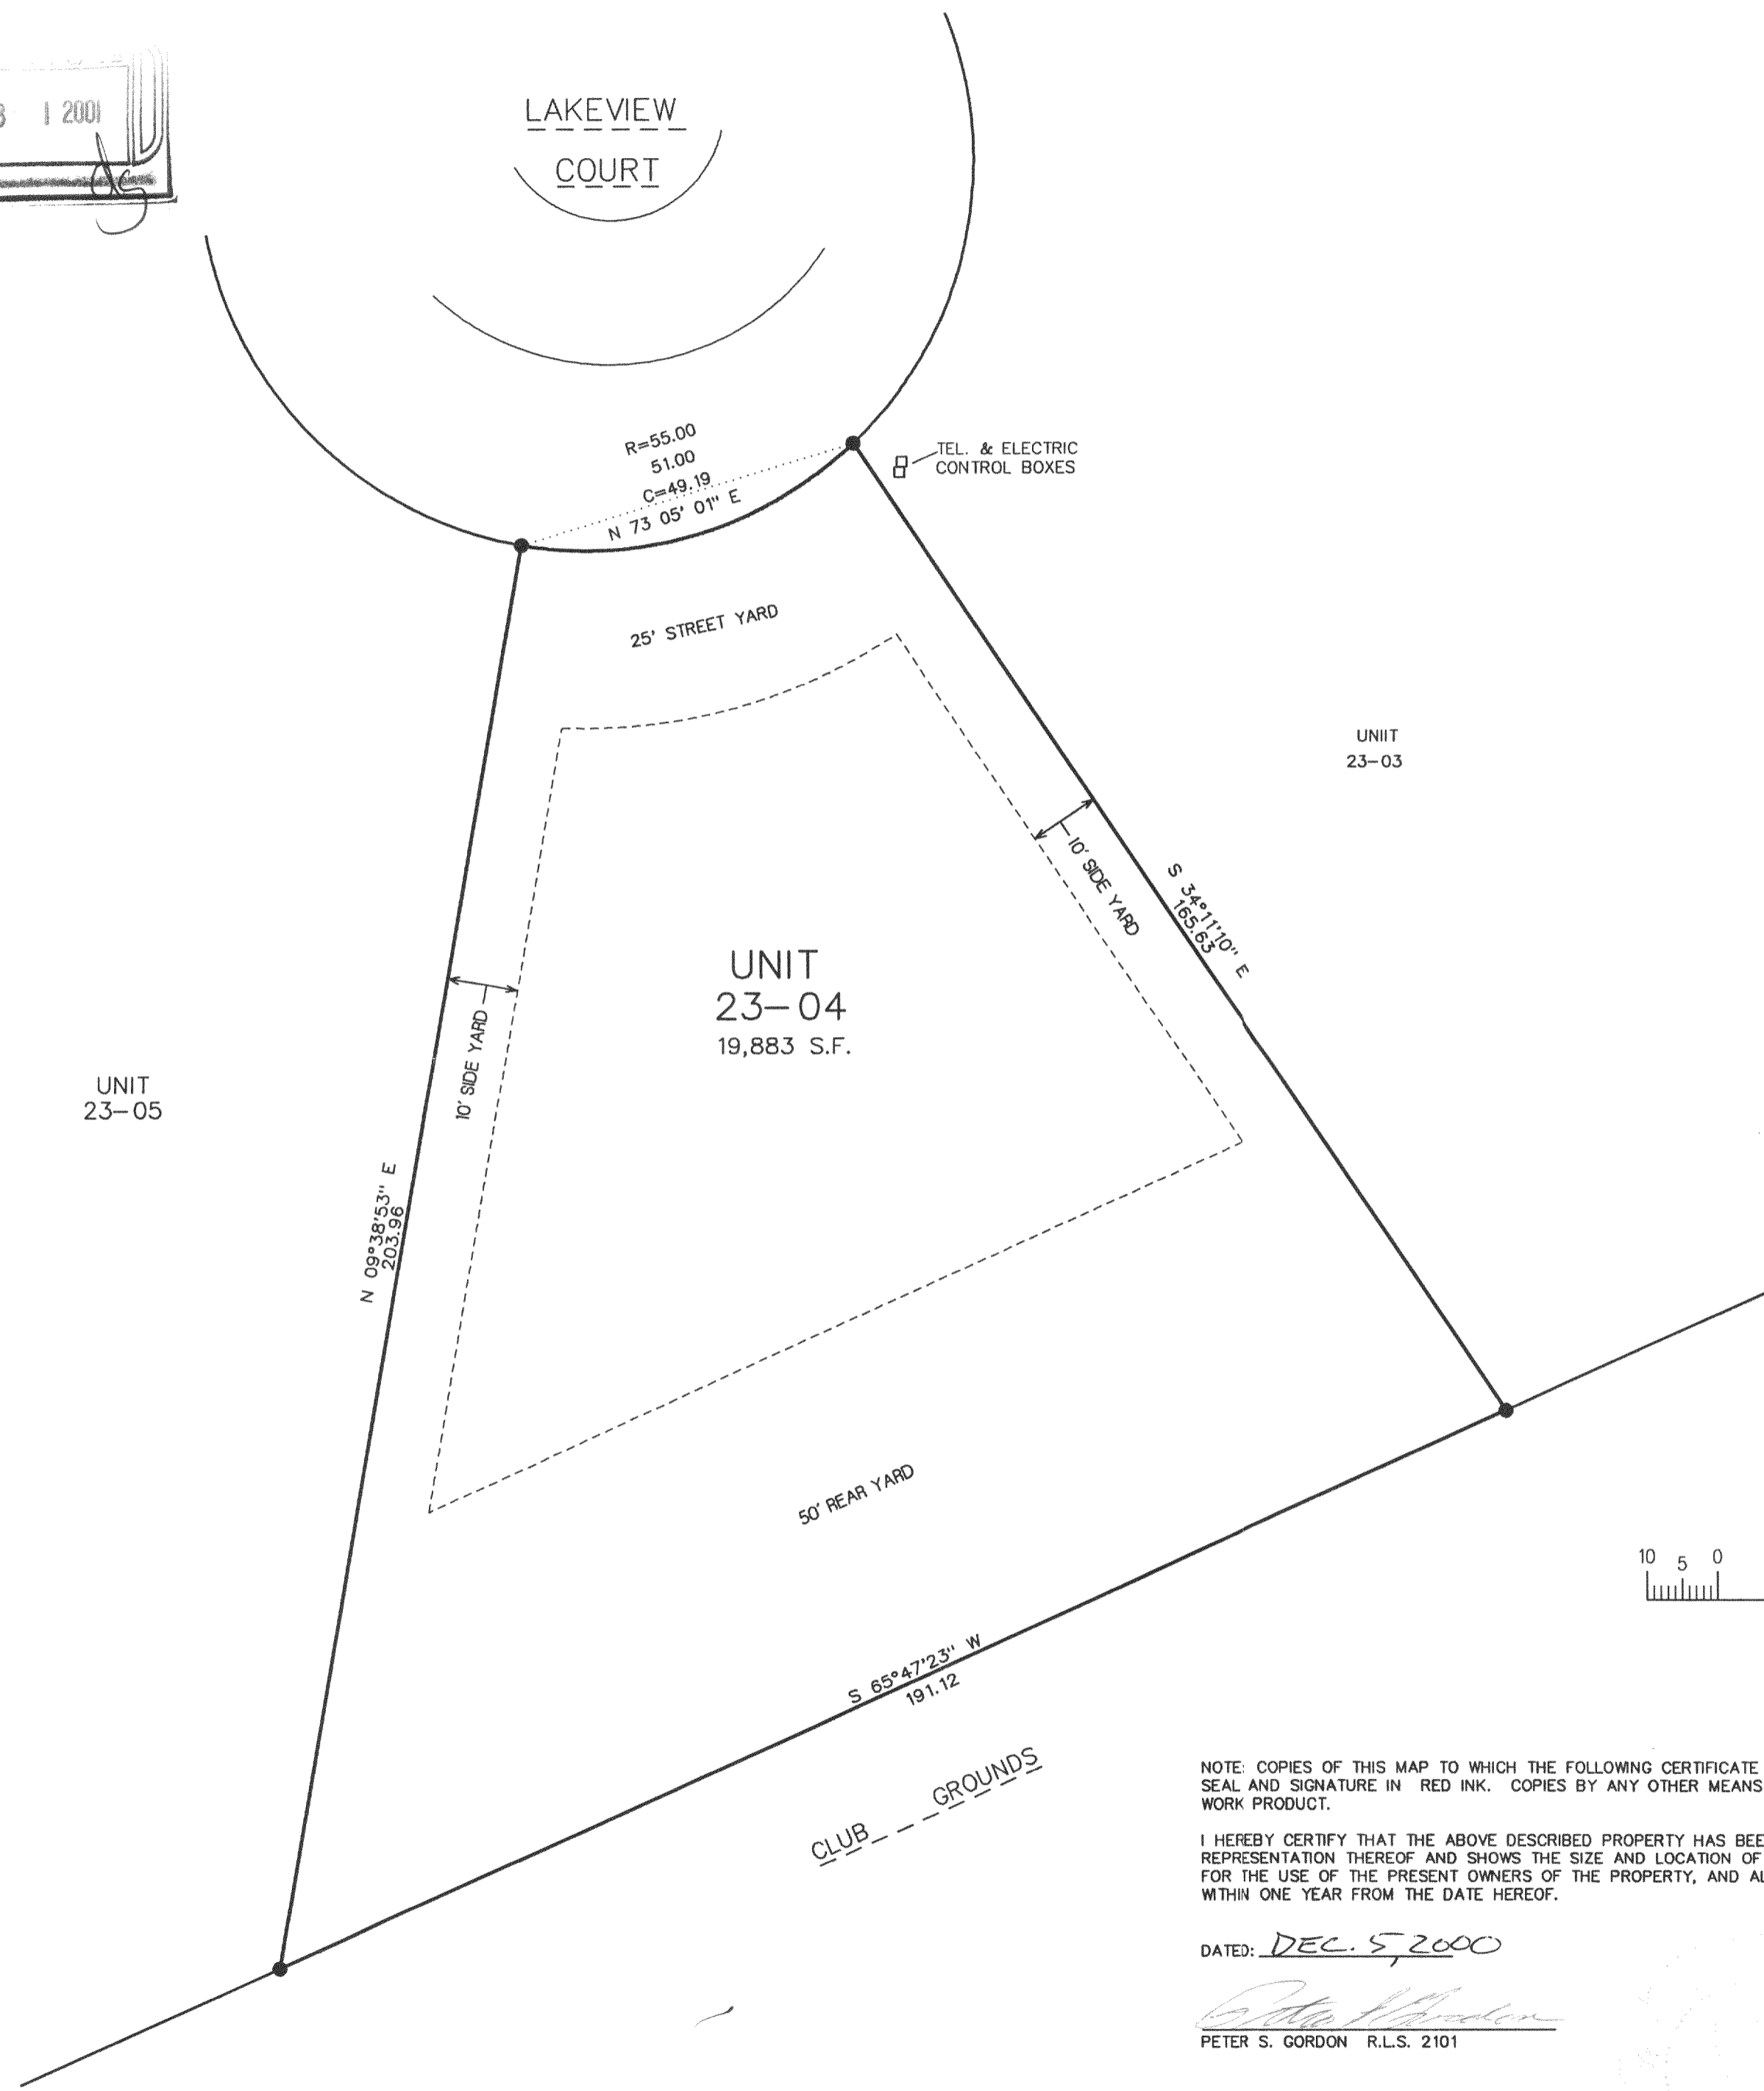 3 1 2001
LAKEVIEW
COURT
R=55.00
51.00
C=49.19
N 73 05' 01" E
TEL. & ELECTRIC
CONTROL BOXES
25' STREET YARD
UNIIT
23-03
10' SIDE YARD
S 34°11'10" E
165.63
UNIT
23-04
19,883 S.F.
10' SIDE YARD
UNIT
23-05
N 09°38'53" E
203.96
50' REAR YARD
10 5 0
S 65°47'23" W
191.12
CLUB GROUNDS
NOTE: COPIES OF THIS MAP TO WHICH THE FOLLOWING CERTIFICATE
SEAL AND SIGNATURE IN RED INK. COPIES BY ANY OTHER MEANS
WORK PRODUCT.
I HEREBY CERTIFY THAT THE ABOVE DESCRIBED PROPERTY HAS BEE
REPRESENTATION THEREOF AND SHOWS THE SIZE AND LOCATION OF
FOR THE USE OF THE PRESENT OWNERS OF THE PROPERTY, AND AL
WITHIN ONE YEAR FROM THE DATE HEREOF.
DATED: DEC. 5, 2000
Peter S Gordon
PETER S. GORDON R.L.S. 2101